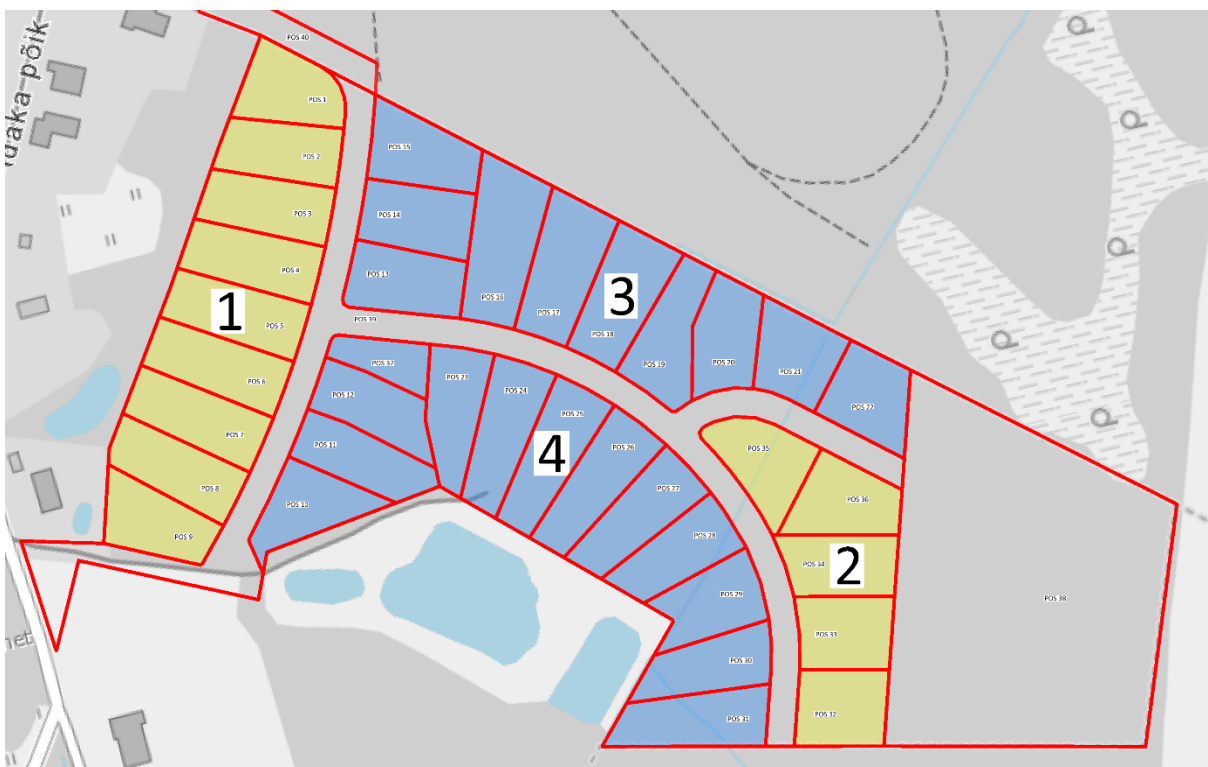 POS 40
POS 1
POS 2
POS 3
POS 4
POS 5
POS 6
POS 7
POS 8
POS 9
1
POS 15
POS 14
POS 13
POS 16
POS 17
3
POS 18
POS 19
POS 20
POS 21
POS 22
POS 39
POS 37
POS 12
POS 11
POS 10
POS 23
POS 24
POS 25
4
POS 26
POS 27
POS 28
POS 29
POS 30
POS 31
POS 35
POS 36
POS 34
2
POS 33
POS 32
POS 38
daka põik